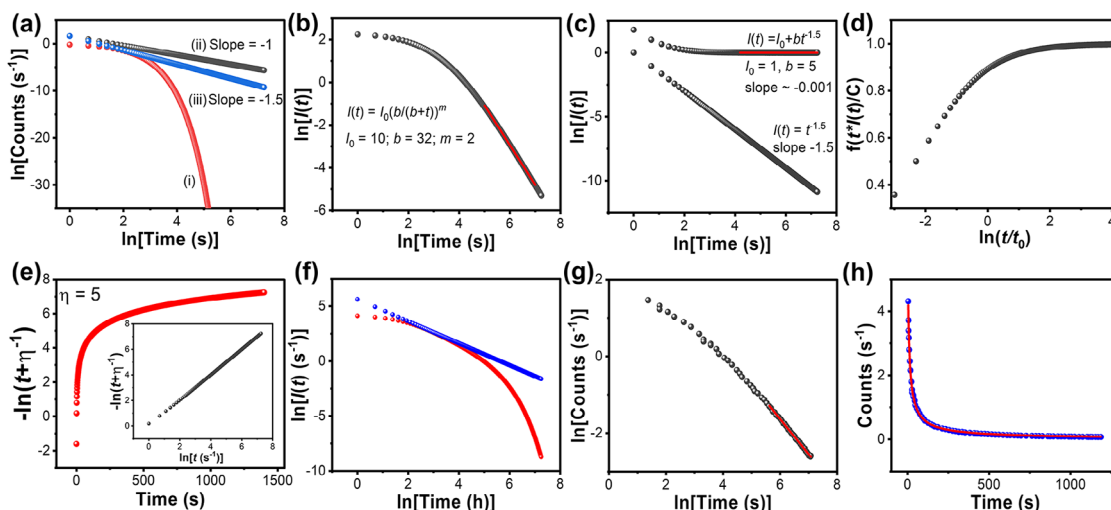 (a)
ln[Counts (s⁻¹)]
0
-10
-20
-30
(ii) Slope = -1
(iii) Slope = -1.5
(i)
0 2 4 6 8
ln[Time (s)]
(b)
ln[I(t)]
2
0
-2
-4
-6
I(t) = I₀(b/(b+t))ᵐ
I₀ = 10; b = 32; m = 2
0 2 4 6 8
ln[Time (s)]
(c)
ln[I(t)]
0
-5
-10
I(t) = I₀+bt⁻¹·⁵
I₀ = 1, b = 5
slope ~ -0.001
I(t) = t⁻¹·⁵
slope -1.5
0 2 4 6 8
ln[Time (s)]
(d)
f(t*I(t)/C)
1.0
0.8
0.6
0.4
-2 0 2 4
ln(t/t₀)
(e)
-ln(t+η⁻¹)
8
6
4
2
0
-2
η = 5
-ln(t+η⁻¹)
8
6
4
2
0
-2
0 2 4 6 8
ln[t (s⁻¹)]
0 500 1000 1500
Time (s)
(f)
ln[I(t) (s⁻¹)]
10
5
0
-5
-10
0 2 4 6 8
ln[Time (h)]
(g)
ln[Counts (s⁻¹)]
2
0
-2
0 2 4 6 8
ln[Time (s)]
(h)
Counts (s⁻¹)
4
3
2
1
0
0 500 1000
Time (s)